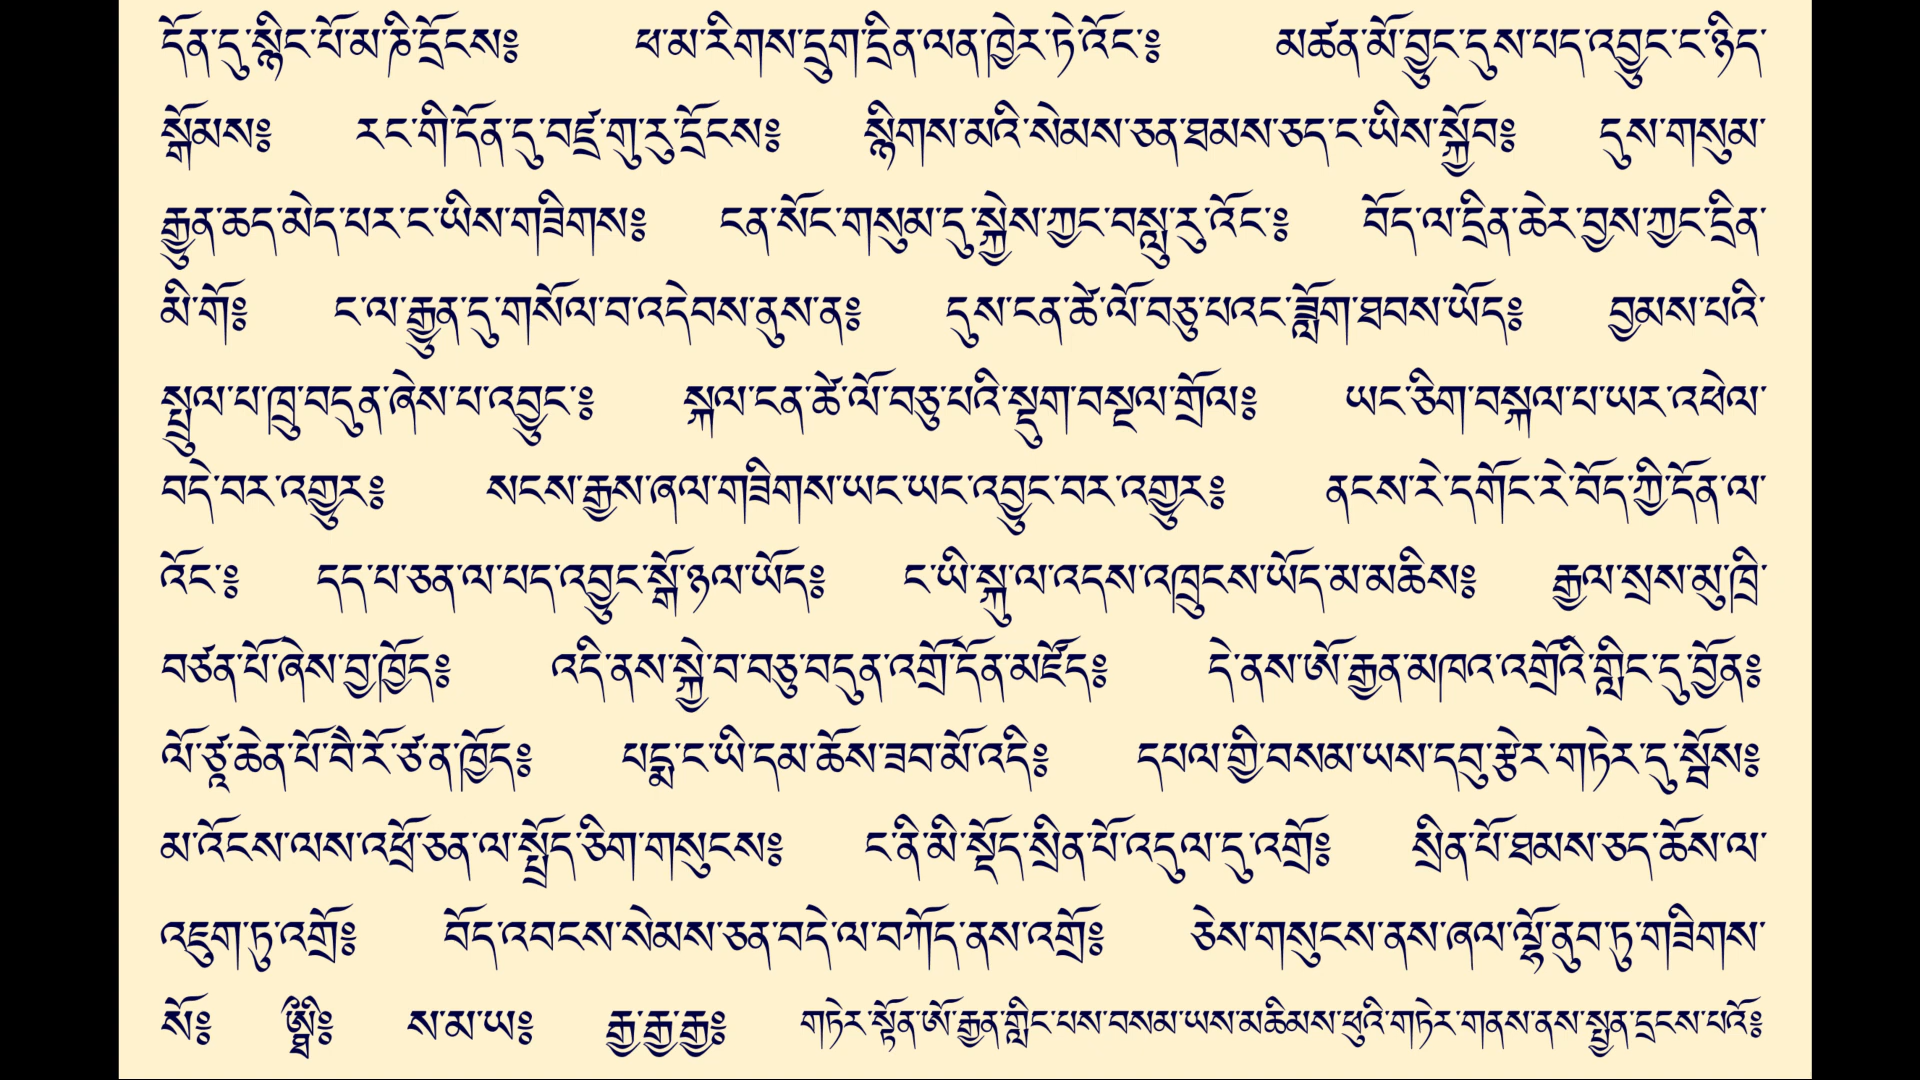 དོན་དུ་སྙིང་པོ་མ་ཎི་དྲོངས༔ ཕ་མ་རིགས་དྲུག་དྲིན་ལན་ཁྱེར་ཏེ་འོང་༔ མཚན་མོ་བྱུང་དུས་པད་འབྱུང་ང་ཉིད་
སྒོམས༔ རང་གི་དོན་དུ་བཛྲ་གུ་རུ་དྲོངས༔ སྙིགས་མའི་སེམས་ཅན་ཐམས་ཅད་ང་ཡིས་སྐྱོབ༔ དུས་གསུམ་
རྒྱུན་ཆད་མེད་པར་ང་ཡིས་གཟིགས༔ ངན་སོང་གསུམ་དུ་སྐྱེས་ཀྱང་བསླུ་རུ་འོང་༔ བོད་ལ་དྲིན་ཆེར་བྱས་ཀྱང་དྲིན་
མི་གོ༔ ང་ལ་རྒྱུན་དུ་གསོལ་བ་འདེབས་ནུས་ན༔ དུས་ངན་ཚེ་ལོ་བཅུ་པའང་ཟློག་ཐབས་ཡོད༔ བྱམས་པའི་
སྤྲུལ་པ་ཁྲུ་བདུན་ཞེས་པ་འབྱུང་༔ སྐལ་ངན་ཚེ་ལོ་བཅུ་པའི་སྡུག་བསྔལ་གྲོལ༔ ཡང་ཅིག་བསྐལ་པ་ཡར་འཕེལ་
བདེ་བར་འགྱུར༔ སངས་རྒྱས་ཞལ་གཟིགས་ཡང་ཡང་འབྱུང་བར་འགྱུར༔ ནངས་རེ་དགོང་རེ་བོད་ཀྱི་དོན་ལ་
འོང་༔ དད་པ་ཅན་ལ་པད་འབྱུང་སྒོ་ཉལ་ཡོད༔ ང་ཡི་སྐུ་ལ་འདས་འཁྲུངས་ཡོད་མ་མཆིས༔ རྒྱལ་སྲས་མུ་ཁྲི་
བཙན་པོ་ཞེས་བྱ་ཁྱོད༔ འདི་ནས་སྐྱེ་བ་བཅུ་བདུན་འགྲོ་དོན་མཛོད༔ དེ་ནས་ཨོ་རྒྱན་མཁའ་འགྲོའི་གླིང་དུ་བྱོན༔
ལོ་ཙཱ་ཆེན་པོ་བཻ་རོ་ཙ་ན་ཁྱོད༔ པདྨ་ང་ཡི་དམ་ཆོས་ཟབ་མོ་འདི༔ དཔལ་གྱི་བསམ་ཡས་དབུ་རྩེར་གཏེར་དུ་སྦོས༔
མ་འོངས་ལས་འཕྲོ་ཅན་ལ་སྤྲོད་ཅིག་གསུངས༔ ང་ནི་མི་སྡོད་སྲིན་པོ་འདུལ་དུ་འགྲོ༔ སྲིན་པོ་ཐམས་ཅད་ཆོས་ལ་
འཇུག་ཏུ་འགྲོ༔ བོད་འབངས་སེམས་ཅན་བདེ་ལ་བཀོད་ནས་འགྲོ༔ ཅེས་གསུངས་ནས་ཞལ་ལྷོ་ནུབ་ཏུ་གཟིགས་
སོ༔ ཨྠྀི༔ ས་མ་ཡ༔ རྒྱ་རྒྱ་རྒྱ༔ གཏེར་སྟོན་ཨོ་རྒྱན་གླིང་པས་བསམ་ཡས་མཆིམས་ཕུའི་གཏེར་གནས་ནས་སྤྱན་དྲངས་པའོ༔